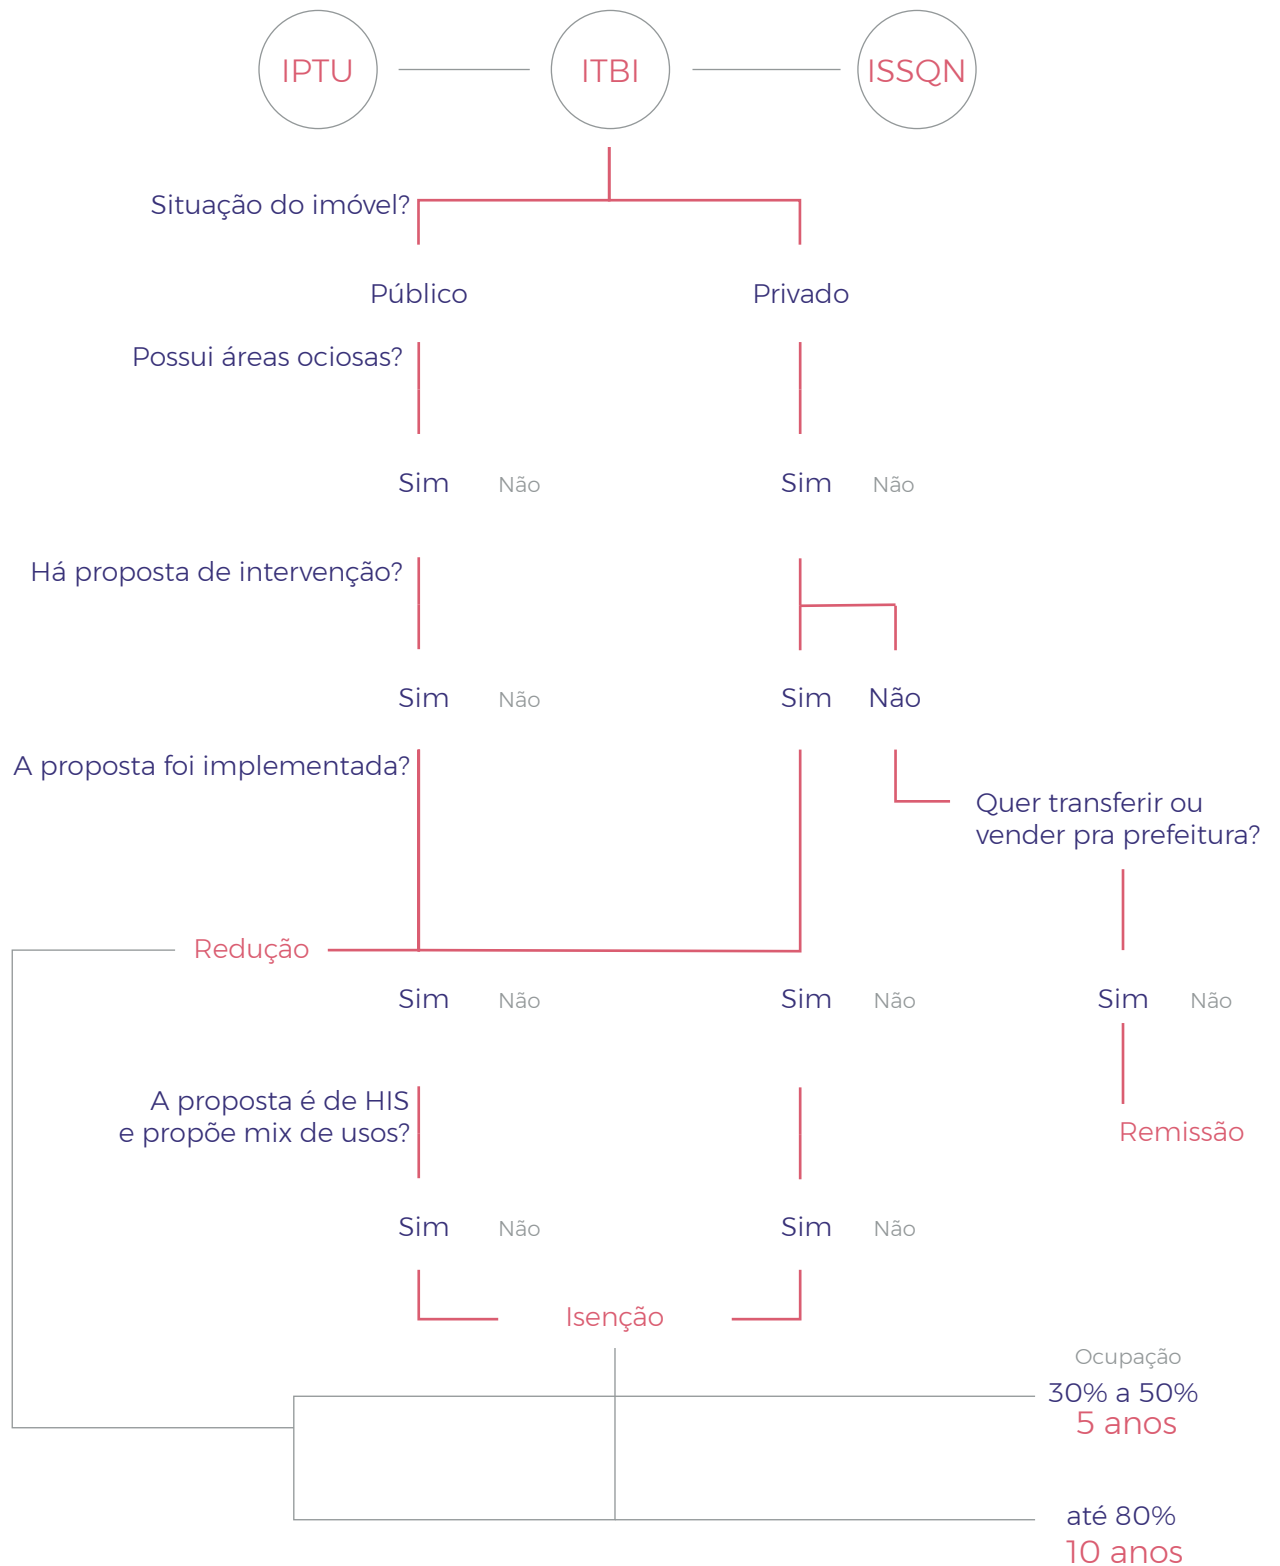 IPTU
ITBI
ISSQN
Situação do imóvel?
Público
Privado
Possui áreas ociosas?
Sim
Não
Sim
Não
Há proposta de intervenção?
Sim
Não
Sim
Não
A proposta foi implementada?
Quer transferir ou
vender pra prefeitura?
Redução
Sim
Não
Sim
Não
Sim
Não
A proposta é de HIS
e propõe mix de usos?
Remissão
Sim
Não
Sim
Não
Isenção
Ocupação
30% a 50%
5 anos
até 80%
10 anos